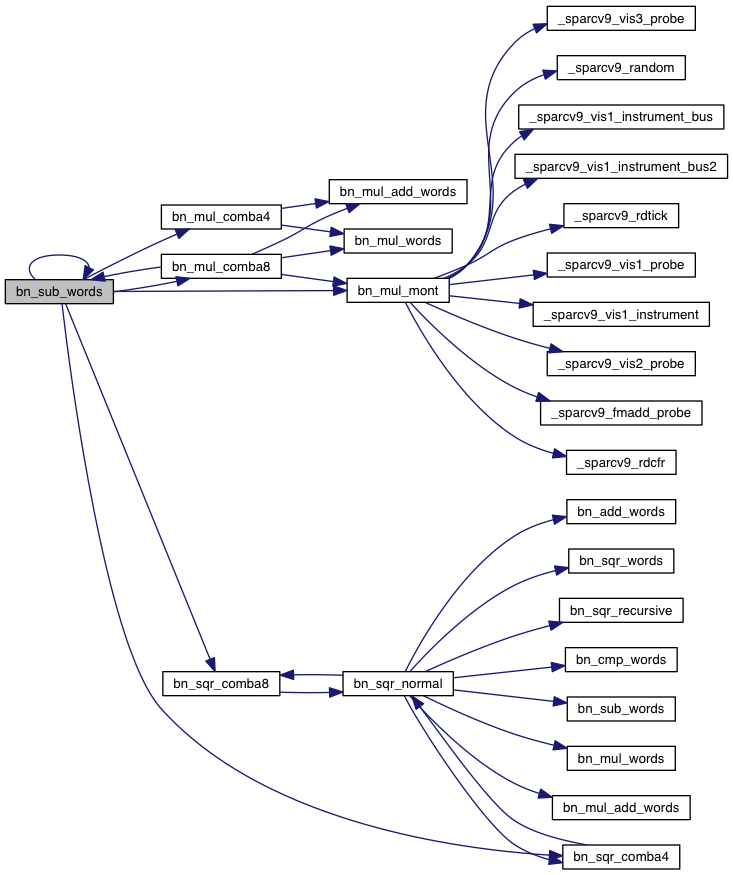 _sparcv9_vis3_probe
_sparcv9_random
_sparcv9_vis1_instrument_bus
_sparcv9_vis1_instrument_bus2
bn_mul_add_words
bn_mul_comba4
_sparcv9_rdtick
bn_mul_words
bn_mul_comba8
_sparcv9_vis1_probe
bn_sub_words
bn_mul_mont
_sparcv9_vis1_instrument
_sparcv9_vis2_probe
_sparcv9_fmadd_probe
_sparcv9_rdcfr
bn_add_words
bn_sqr_words
bn_sqr_recursive
bn_cmp_words
bn_sqr_comba8
bn_sqr_normal
bn_sub_words
bn_mul_words
bn_mul_add_words
bn_sqr_comba4